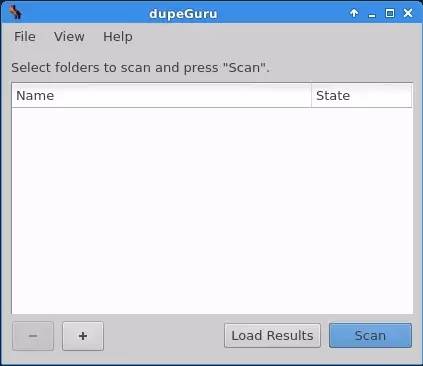 dupeGuru
File View Help
Select folders to scan and press "Scan".
Name State
− + Load Results Scan